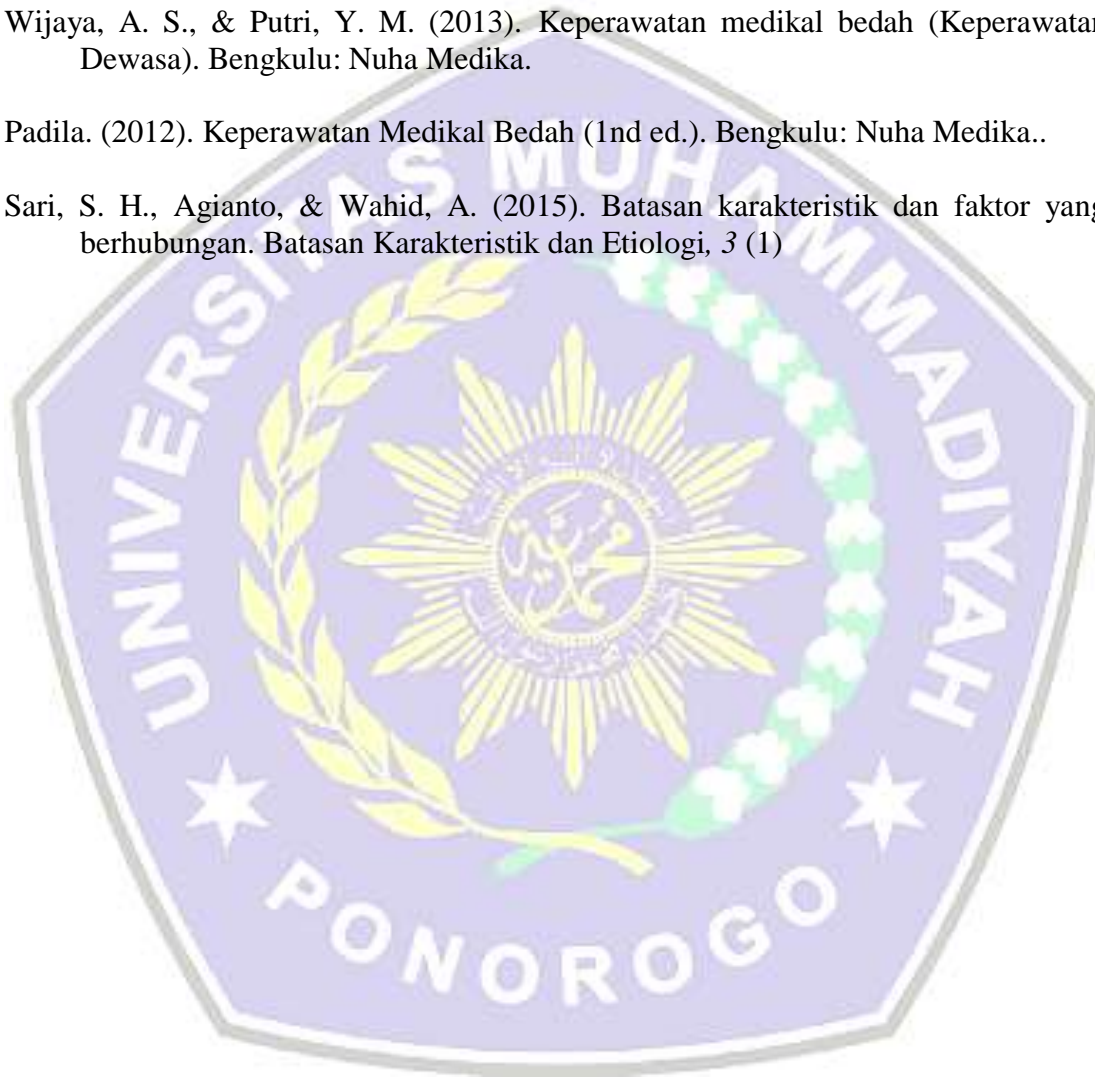 Wijaya, A. S., & Putri, Y. M. (2013). Keperawatan medikal bedah (Keperawatan
Dewasa). Bengkulu: Nuha Medika.
Padila. (2012). Keperawatan Medikal Bedah (1nd ed.). Bengkulu: Nuha Medika..
Sari, S. H., Agianto, & Wahid, A. (2015). Batasan karakteristik dan faktor yang
berhubungan. Batasan Karakteristik dan Etiologi, 3 (1)
UNIVERSITAS MUHAMMADIYAH
PONOROGO